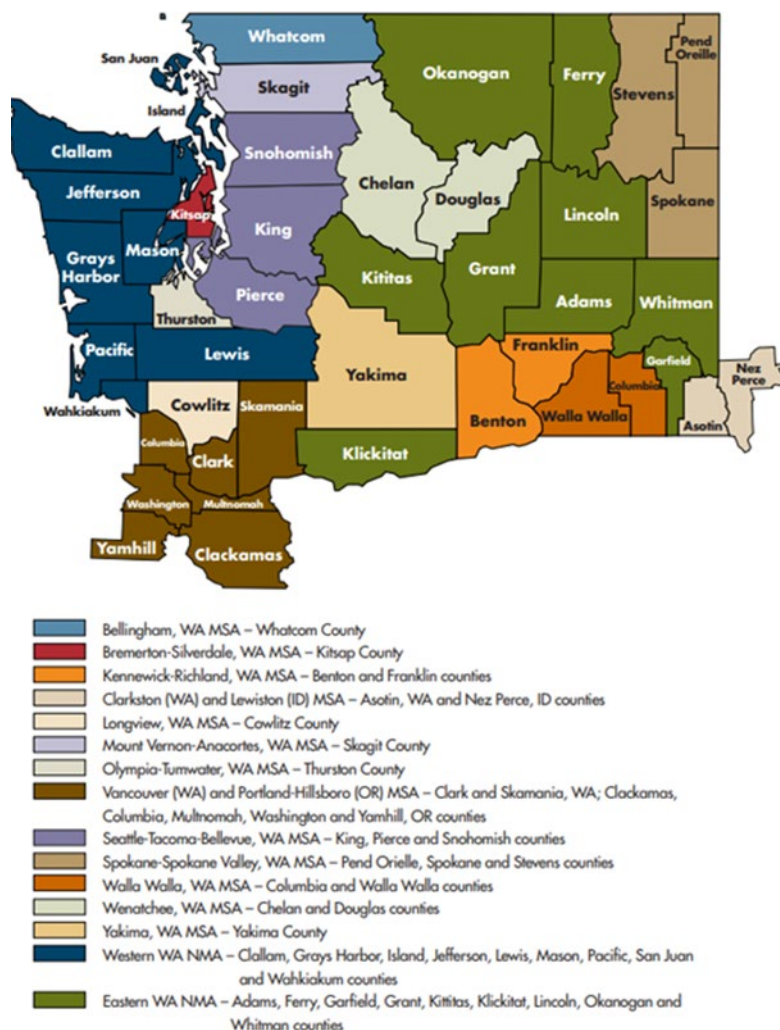 Whatcom
San Juan
Okanogan
Ferry
Pend
Oreille
Stevens
Skagit
Island
Snohomish
Clallam
Chelan
Douglas
Jefferson
Kitsap
Lincoln
Spokane
King
Mason
Grays
Harbor
Grant
Kititas
Pierce
Adams
Whitman
Thurston
Pacific
Lewis
Franklin
Garfield
Yakima
Nez
Perce
Wahkiakum
Cowlitz
Skamania
Columbia
Benton
Walla Walla
Asotin
Columbia
Clark
Klickitat
Washington
Multnomah
Yamhill
Clackamas
Bellingham, WA MSA – Whatcom County
Bremerton-Silverdale, WA MSA – Kitsap County
Kennewick-Richland, WA MSA – Benton and Franklin counties
Clarkston (WA) and Lewiston (ID) MSA – Asotin, WA and Nez Perce, ID counties
Longview, WA MSA – Cowlitz County
Mount Vernon-Anacortes, WA MSA – Skagit County
Olympia-Tumwater, WA MSA – Thurston County
Vancouver (WA) and Portland-Hillsboro (OR) MSA – Clark and Skamania, WA; Clackamas,
Columbia, Multnomah, Washington and Yamhill, OR counties
Seattle-Tacoma-Bellevue, WA MSA – King, Pierce and Snohomish counties
Spokane-Spokane Valley, WA MSA – Pend Orielle, Spokane and Stevens counties
Walla Walla, WA MSA – Columbia and Walla Walla counties
Wenatchee, WA MSA – Chelan and Douglas counties
Yakima, WA MSA – Yakima County
Western WA NMA – Clallam, Grays Harbor, Island, Jefferson, Lewis, Mason, Pacific, San Juan
and Wahkiakum counties
Eastern WA NMA – Adams, Ferry, Garfield, Grant, Kittitas, Klickitat, Lincoln, Okanogan and
Whitman counties